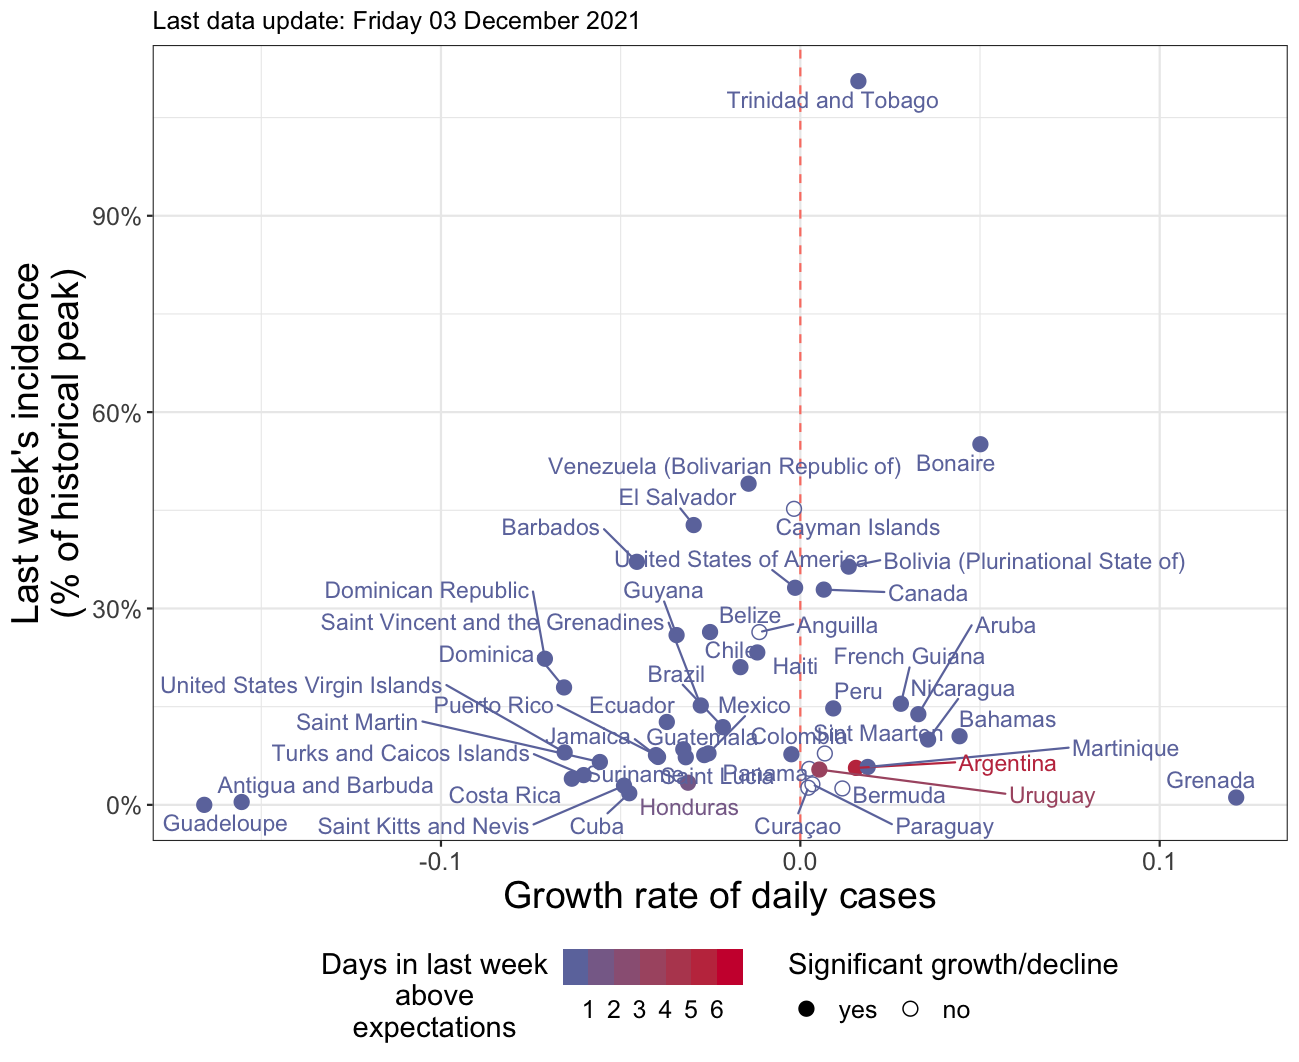 Last data update: Friday 03 December 2021
Last week's incidence
(% of historical peak)
90%
60%
30%
0%
Trinidad and Tobago
Bonaire
Venezuela (Bolivarian Republic of)
El Salvador
Cayman Islands
Barbados
United States of America
Bolivia (Plurinational State of)
Dominican Republic
Guyana
Canada
Belize
Saint Vincent and the Grenadines
Anguilla
Aruba
Dominica
Chile
Haiti
French Guiana
Brazil
United States Virgin Islands
Peru
Nicaragua
Puerto Rico
Ecuador
Mexico
Saint Martin
Bahamas
Jamaica
Guatemala
Colombia
Sint Maarten
Turks and Caicos Islands
Martinique
Argentina
Suriname
Saint Lucia
Panama
Grenada
Antigua and Barbuda
Costa Rica
Bermuda
Uruguay
Honduras
Guadeloupe
Saint Kitts and Nevis
Cuba
Curaçao
Paraguay
-0.1
0.0
0.1
Growth rate of daily cases
Days in last week
above
expectations
1 2 3 4 5 6
Significant growth/decline
yes
no